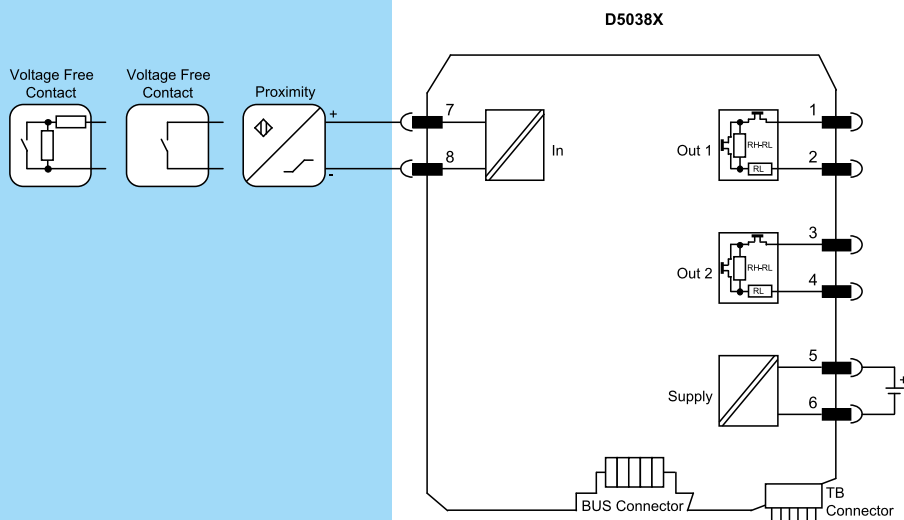 D5038X
Voltage Free
Contact
Voltage Free
Contact
Proximity
+
-
7
8
In
Out 1
RH-RL
RL
1
2
Out 2
RH-RL
RL
3
4
Supply
5
6
+
BUS Connector
TB
Connector